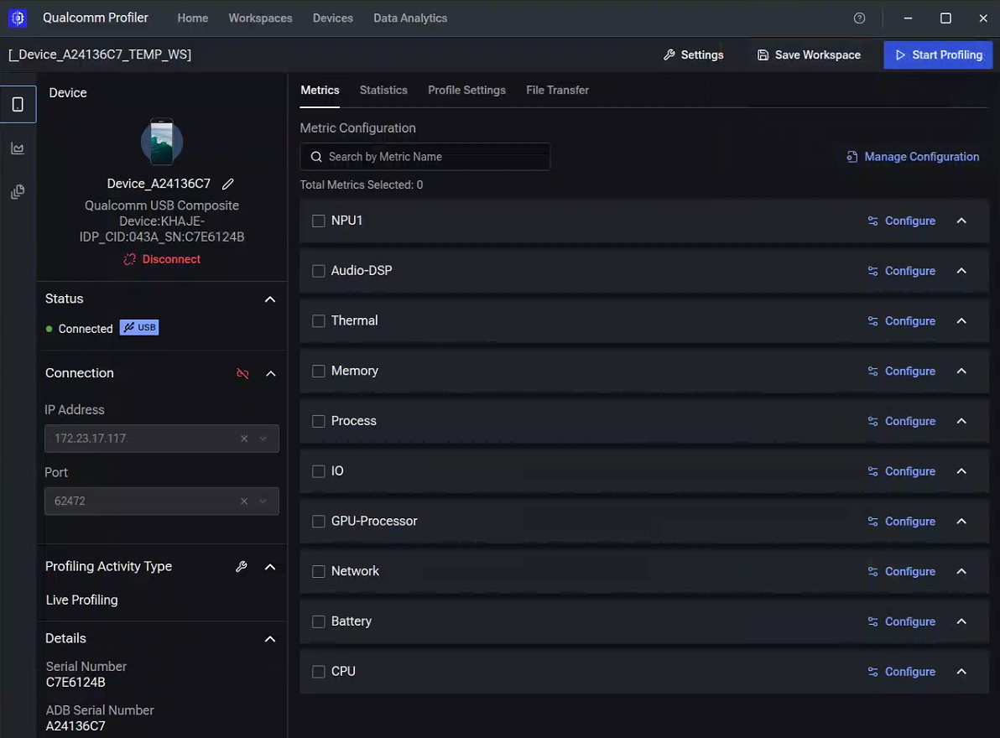 Qualcomm Profiler
Home
Workspaces
Devices
Data Analytics
[_Device_A24136C7_TEMP_WS]
Settings
Save Workspace
Start Profiling
Device
Device_A24136C7
Qualcomm USB Composite
Device:KHAJE-
IDP_CID:043A_SN:C7E6124B
Disconnect
Status
Connected
USB
Connection
IP Address
172.23.17.117
Port
62472
Profiling Activity Type
Live Profiling
Details
Serial Number
C7E6124B
ADB Serial Number
A24136C7
Metrics
Statistics
Profile Settings
File Transfer
Metric Configuration
Search by Metric Name
Manage Configuration
Total Metrics Selected: 0
NPU1
Configure
Audio-DSP
Configure
Thermal
Configure
Memory
Configure
Process
Configure
IO
Configure
GPU-Processor
Configure
Network
Configure
Battery
Configure
CPU
Configure